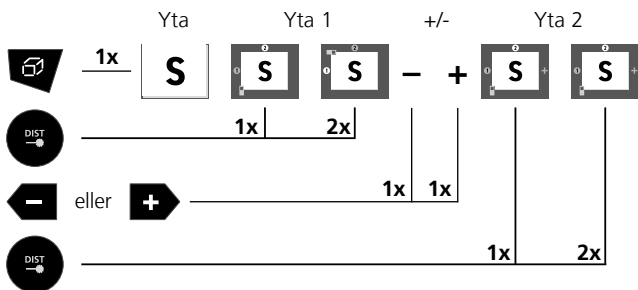 Yta Yta 1 +/- Yta 2
1x S S S − + S S
DIST 1x 2x
− eller + 1x 1x
DIST 1x 2x